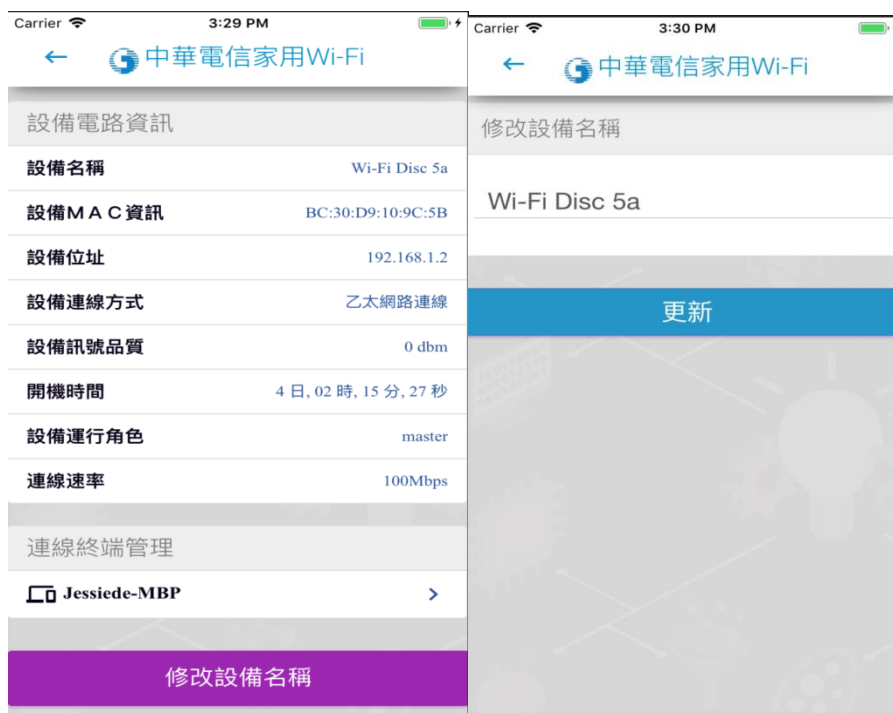 Carrier 3:29 PM
← 中華電信家用Wi-Fi
設備電路資訊
設備名稱 Wi-Fi Disc 5a
設備ＭＡＣ資訊 BC:30:D9:10:9C:5B
設備位址 192.168.1.2
設備連線方式 乙太網路連線
設備訊號品質 0 dbm
開機時間 4 日, 02 時, 15 分, 27 秒
設備運行角色 master
連線速率 100Mbps
連線終端管理
Jessiede-MBP >
修改設備名稱
Carrier 3:30 PM
← 中華電信家用Wi-Fi
修改設備名稱
Wi-Fi Disc 5a
更新